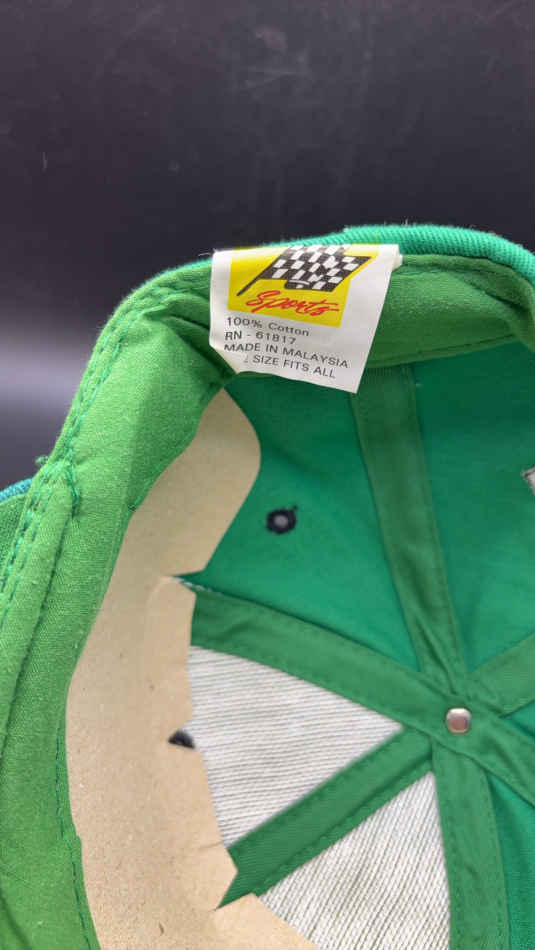 Sports
100% Cotton
RN - 61817
MADE IN MALAYSIA
SIZE FITS ALL